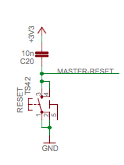 +3V3
10n
C20
MASTER-RESET
RESET
TS42
GND